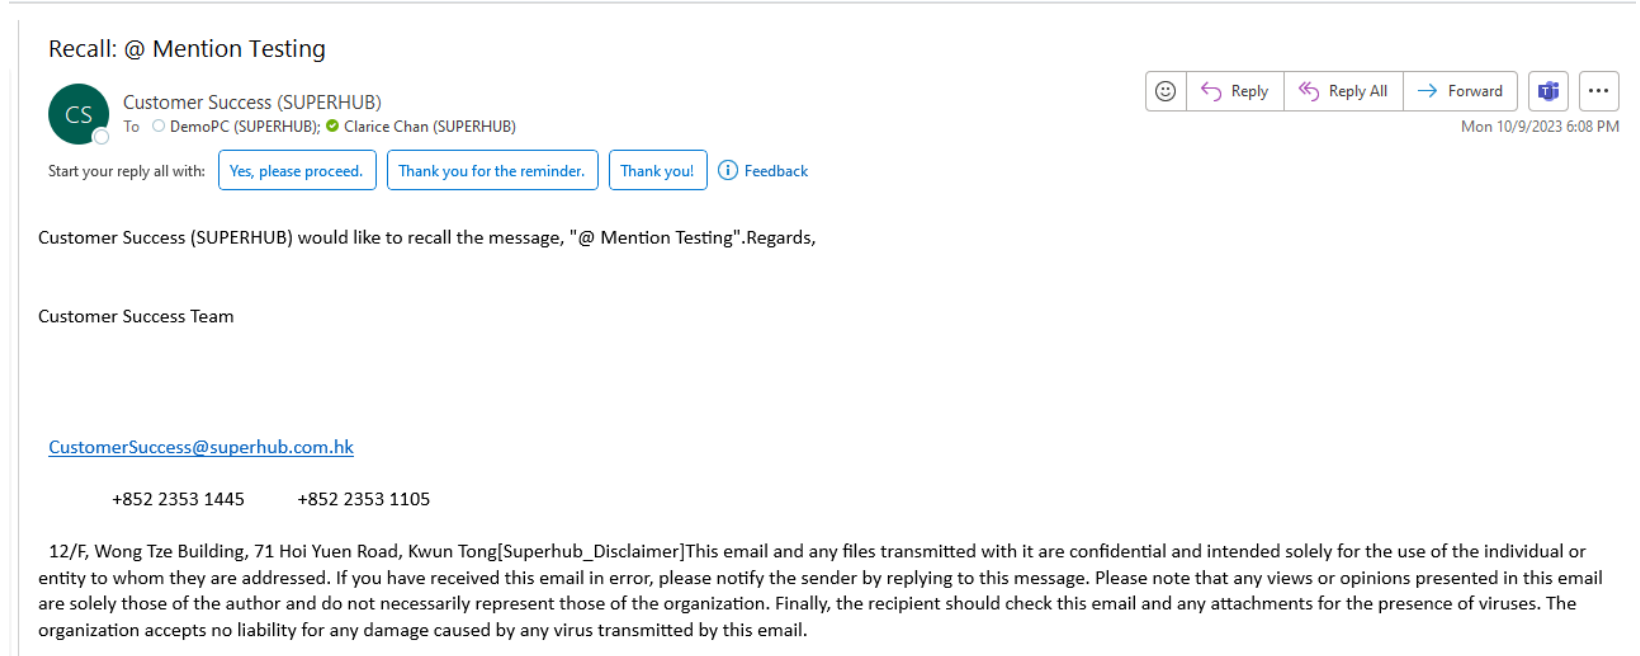 Recall: @ Mention Testing
CS
Customer Success (SUPERHUB)
To DemoPC (SUPERHUB); Clarice Chan (SUPERHUB)
Reply
Reply All
Forward
Mon 10/9/2023 6:08 PM
Start your reply all with: Yes, please proceed. Thank you for the reminder. Thank you! Feedback
Customer Success (SUPERHUB) would like to recall the message, "@ Mention Testing".Regards,
Customer Success Team
CustomerSuccess@superhub.com.hk
+852 2353 1445 +852 2353 1105
12/F, Wong Tze Building, 71 Hoi Yuen Road, Kwun Tong[Superhub_Disclaimer]This email and any files transmitted with it are confidential and intended solely for the use of the individual or
entity to whom they are addressed. If you have received this email in error, please notify the sender by replying to this message. Please note that any views or opinions presented in this email
are solely those of the author and do not necessarily represent those of the organization. Finally, the recipient should check this email and any attachments for the presence of viruses. The
organization accepts no liability for any damage caused by any virus transmitted by this email.